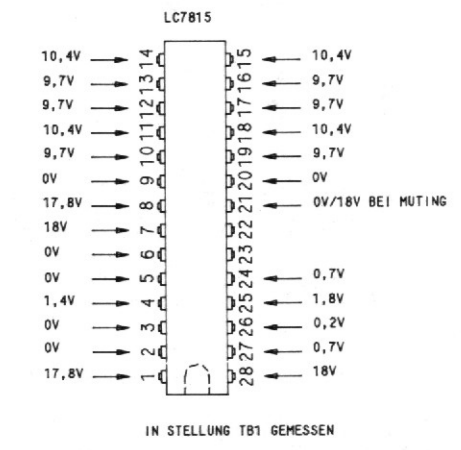 LC7815
10,4V 14 15 10,4V
9,7V 13 16 9,7V
9,7V 12 17 9,7V
10,4V 11 18 10,4V
9,7V 10 19 9,7V
0V 9 20 0V
17,8V 8 21 0V/18V BEI MUTING
18V 7 22
0V 6 23
0V 5 24 0,7V
1,4V 4 25 1,8V
0V 3 26 0,2V
0V 2 27 0,7V
17,8V 1 28 18V
IN STELLUNG TB1 GEMESSEN